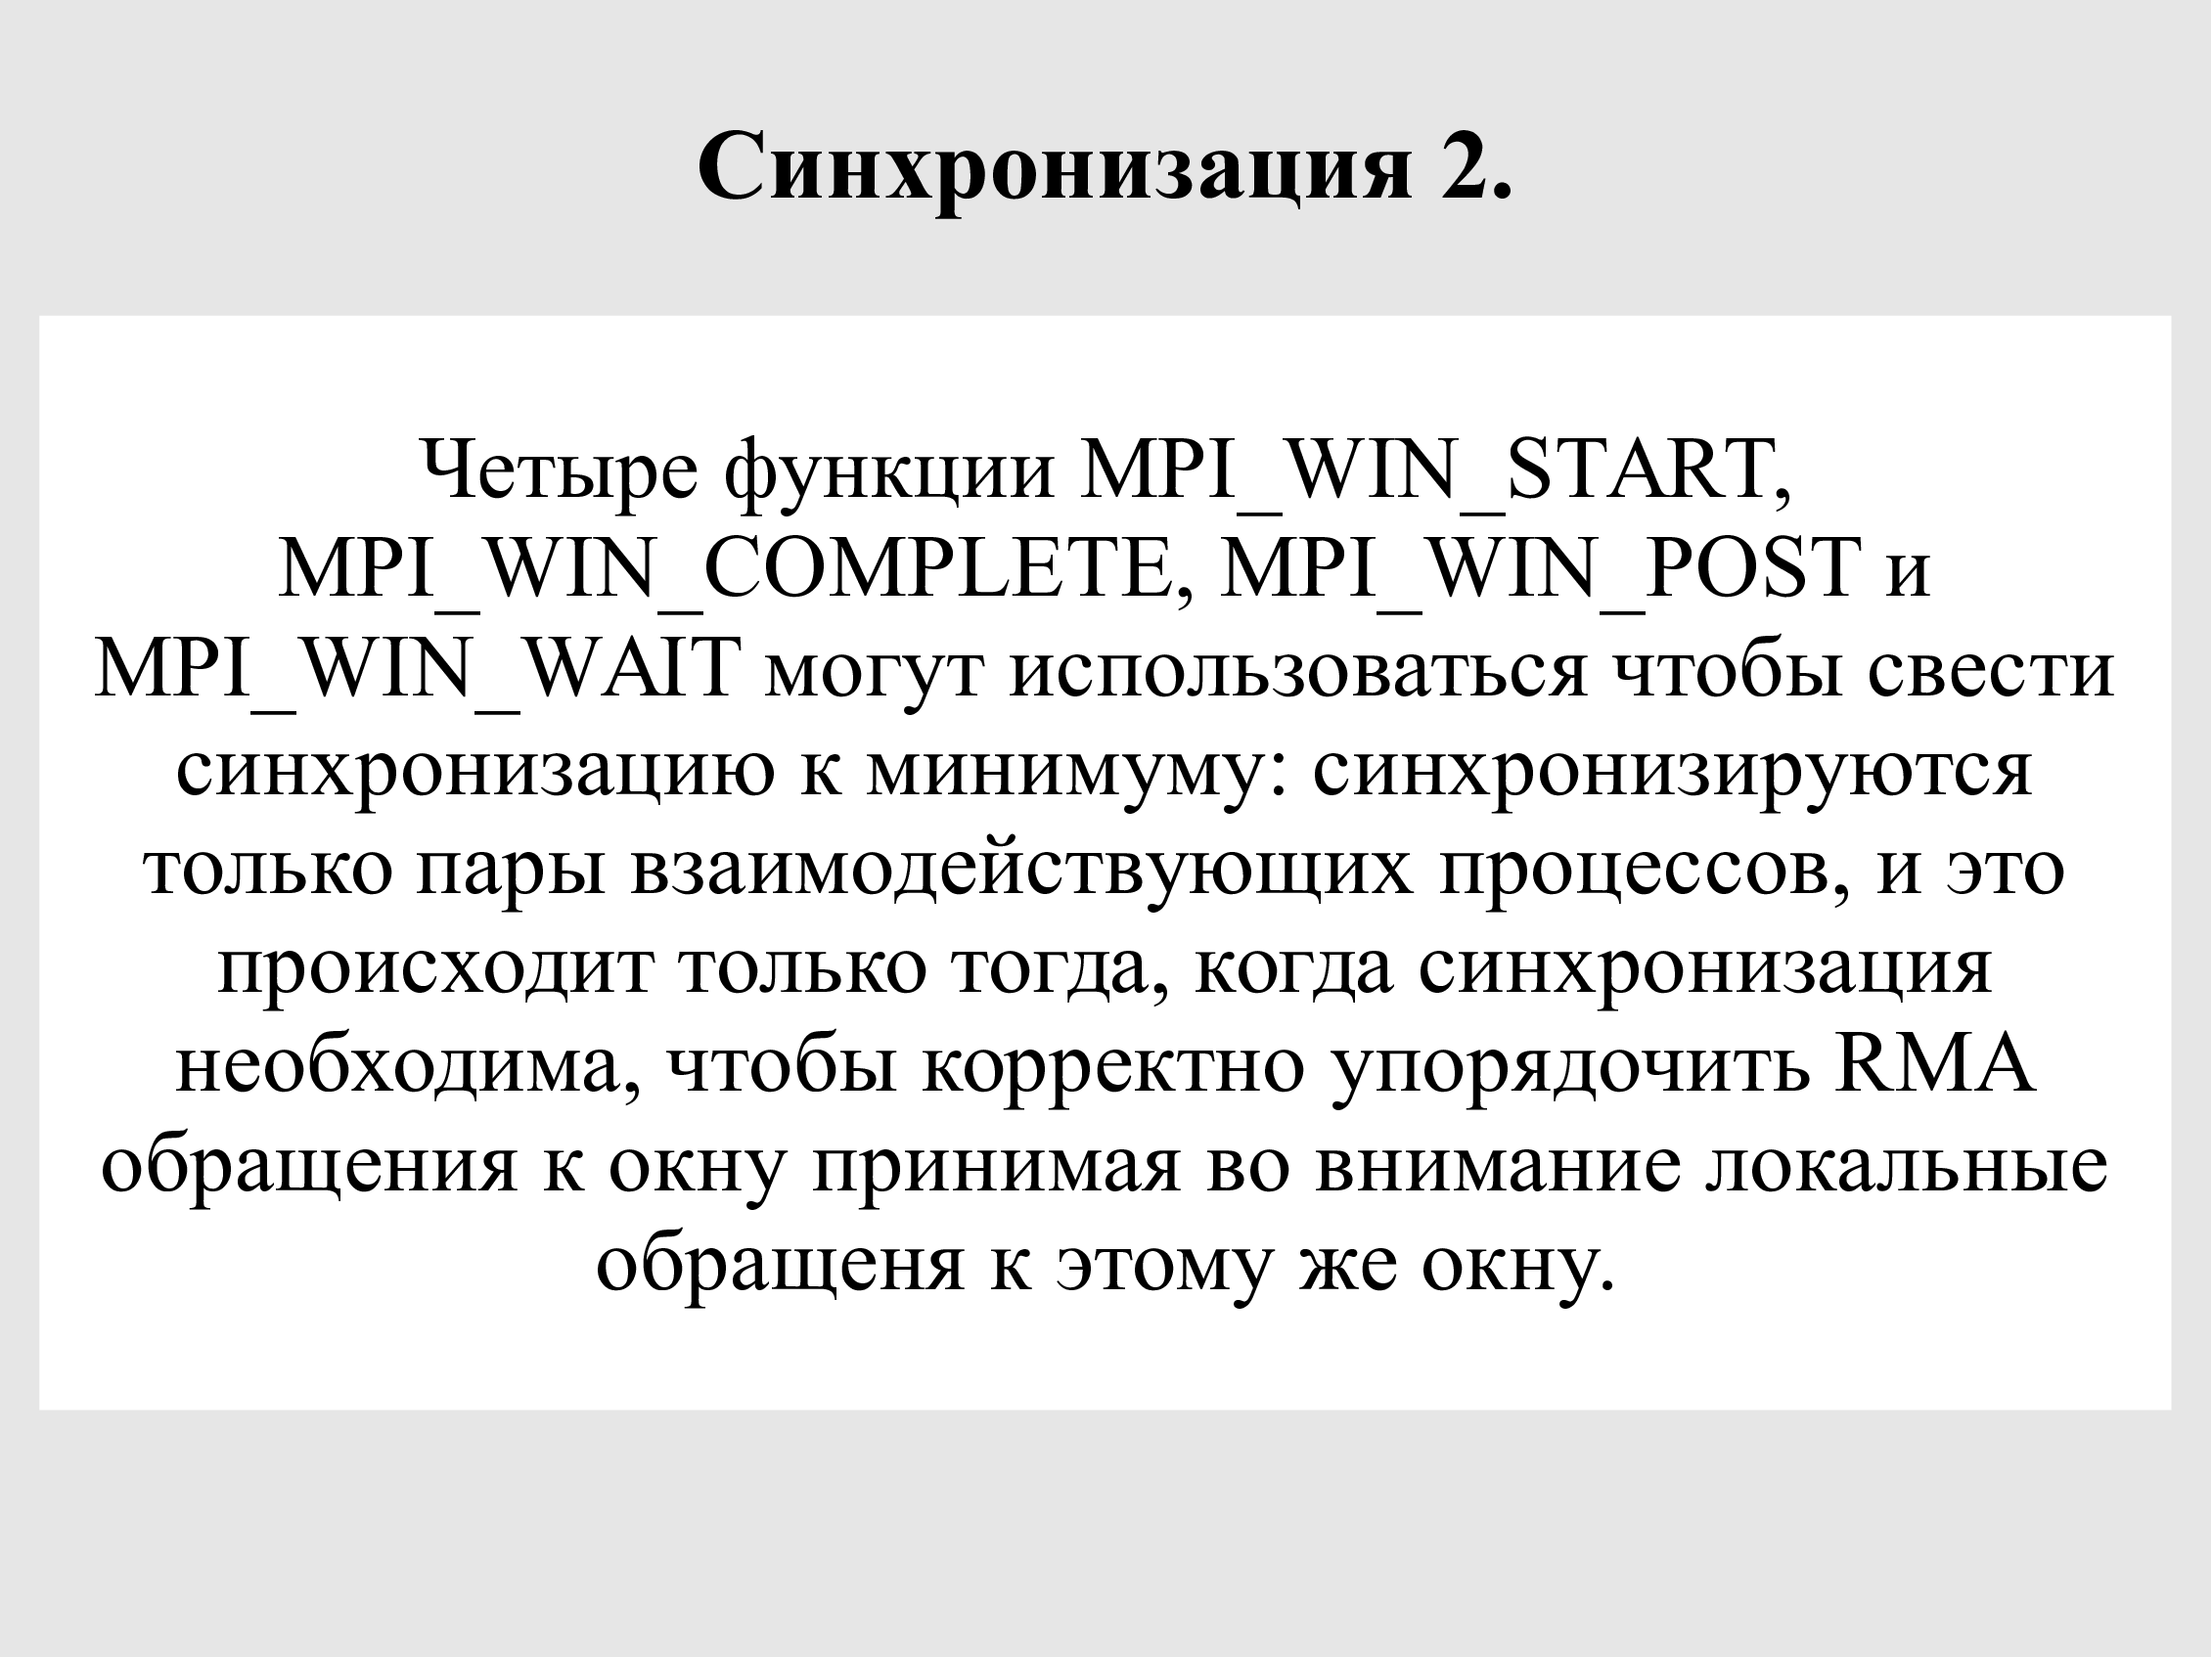 Синхронизация 2.
Четыре функции MPI_WIN_START,
MPI_WIN_COMPLETE, MPI_WIN_POST и
MPI_WIN_WAIT могут использоваться чтобы свести
синхронизацию к минимуму: синхронизируются
только пары взаимодействующих процессов, и это
происходит только тогда, когда синхронизация
необходима, чтобы корректно упорядочить RMA
обращения к окну принимая во внимание локальные
обращеня к этому же окну.